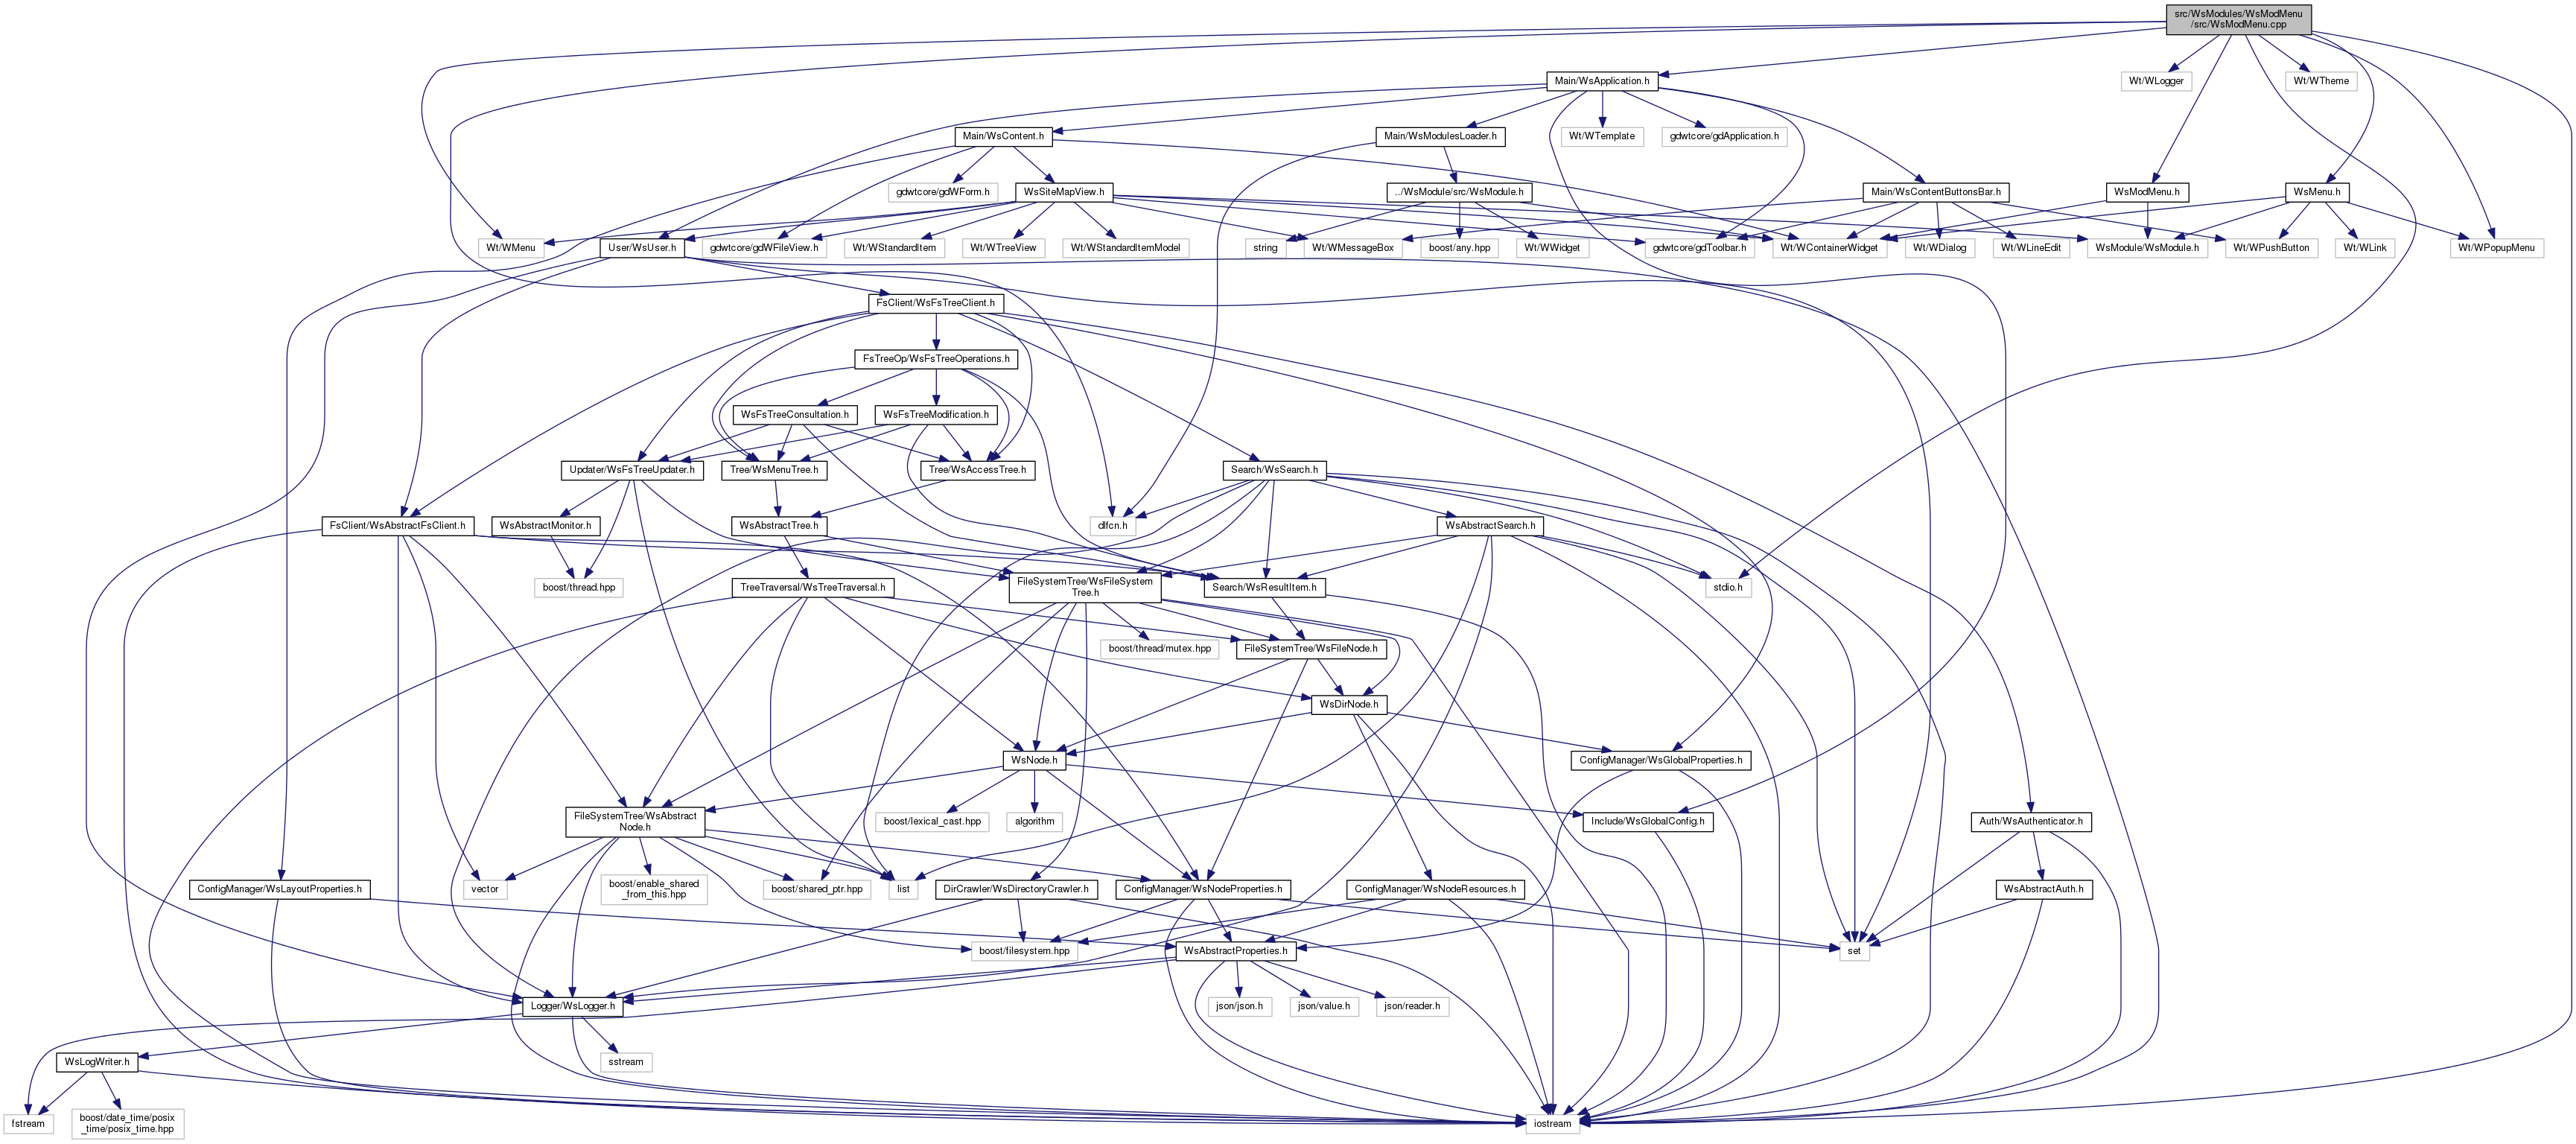 src/WsModules/WsModMenu
/src/WsModMenu.cpp
Main/WsApplication.h
Wt/WLogger
Wt/WTheme
Main/WsContent.h
Main/WsModulesLoader.h
Wt/WTemplate
gdwtcore/gdApplication.h
gdwtcore/gdWForm.h
WsSiteMapView.h
../WsModule/src/WsModule.h
Main/WsContentButtonsBar.h
WsModMenu.h
WsMenu.h
Wt/WMenu
User/WsUser.h
gdwtcore/gdWFileView.h
Wt/WStandardItem
Wt/WTreeView
Wt/WStandardItemModel
string
Wt/WMessageBox
boost/any.hpp
Wt/WWidget
gdwtcore/gdToolbar.h
Wt/WContainerWidget
Wt/WDialog
Wt/WLineEdit
WsModule/WsModule.h
Wt/WPushButton
Wt/WLink
Wt/WPopupMenu
FsClient/WsFsTreeClient.h
FsTreeOp/WsFsTreeOperations.h
WsFsTreeConsultation.h
WsFsTreeModification.h
Updater/WsFsTreeUpdater.h
Tree/WsMenuTree.h
Tree/WsAccessTree.h
Search/WsSearch.h
FsClient/WsAbstractFsClient.h
WsAbstractMonitor.h
WsAbstractTree.h
dlfcn.h
WsAbstractSearch.h
boost/thread.hpp
TreeTraversal/WsTreeTraversal.h
FileSystemTree/WsFileSystem
Tree.h
Search/WsResultItem.h
stdio.h
boost/thread/mutex.hpp
FileSystemTree/WsFileNode.h
WsDirNode.h
WsNode.h
ConfigManager/WsGlobalProperties.h
FileSystemTree/WsAbstract
Node.h
boost/lexical_cast.hpp
algorithm
Include/WsGlobalConfig.h
Auth/WsAuthenticator.h
ConfigManager/WsLayoutProperties.h
vector
boost/enable_shared
_from_this.hpp
boost/shared_ptr.hpp
list
DirCrawler/WsDirectoryCrawler.h
ConfigManager/WsNodeProperties.h
ConfigManager/WsNodeResources.h
WsAbstractAuth.h
boost/filesystem.hpp
WsAbstractProperties.h
set
Logger/WsLogger.h
json/json.h
json/value.h
json/reader.h
WsLogWriter.h
sstream
fstream
boost/date_time/posix
_time/posix_time.hpp
iostream